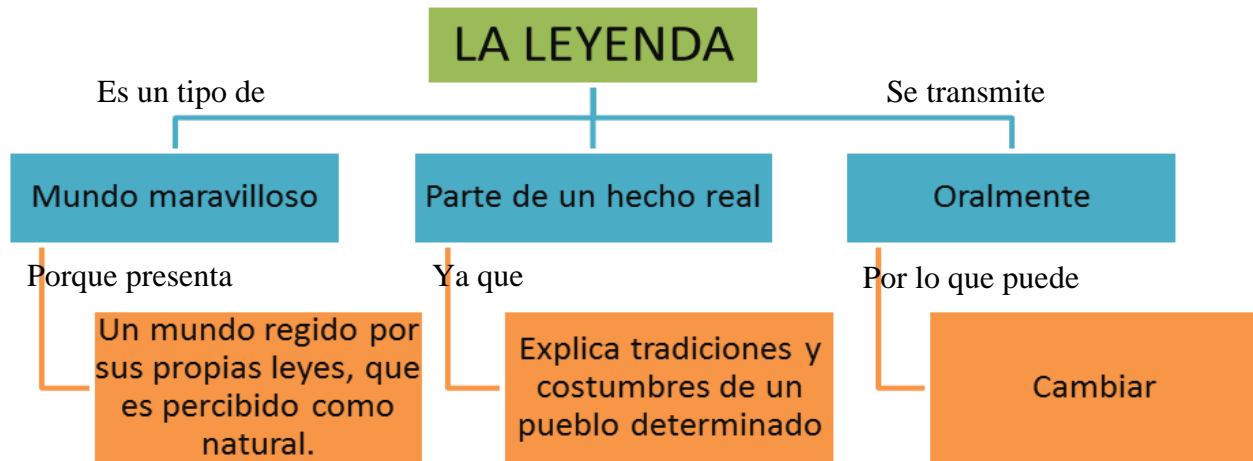 LA LEYENDA
Es un tipo de
Se transmite
Mundo maravilloso
Parte de un hecho real
Oralmente
Porque presenta
Ya que
Por lo que puede
Un mundo regido por
sus propias leyes, que
es percibido como
natural.
Explica tradiciones y
costumbres de un
pueblo determinado
Cambiar